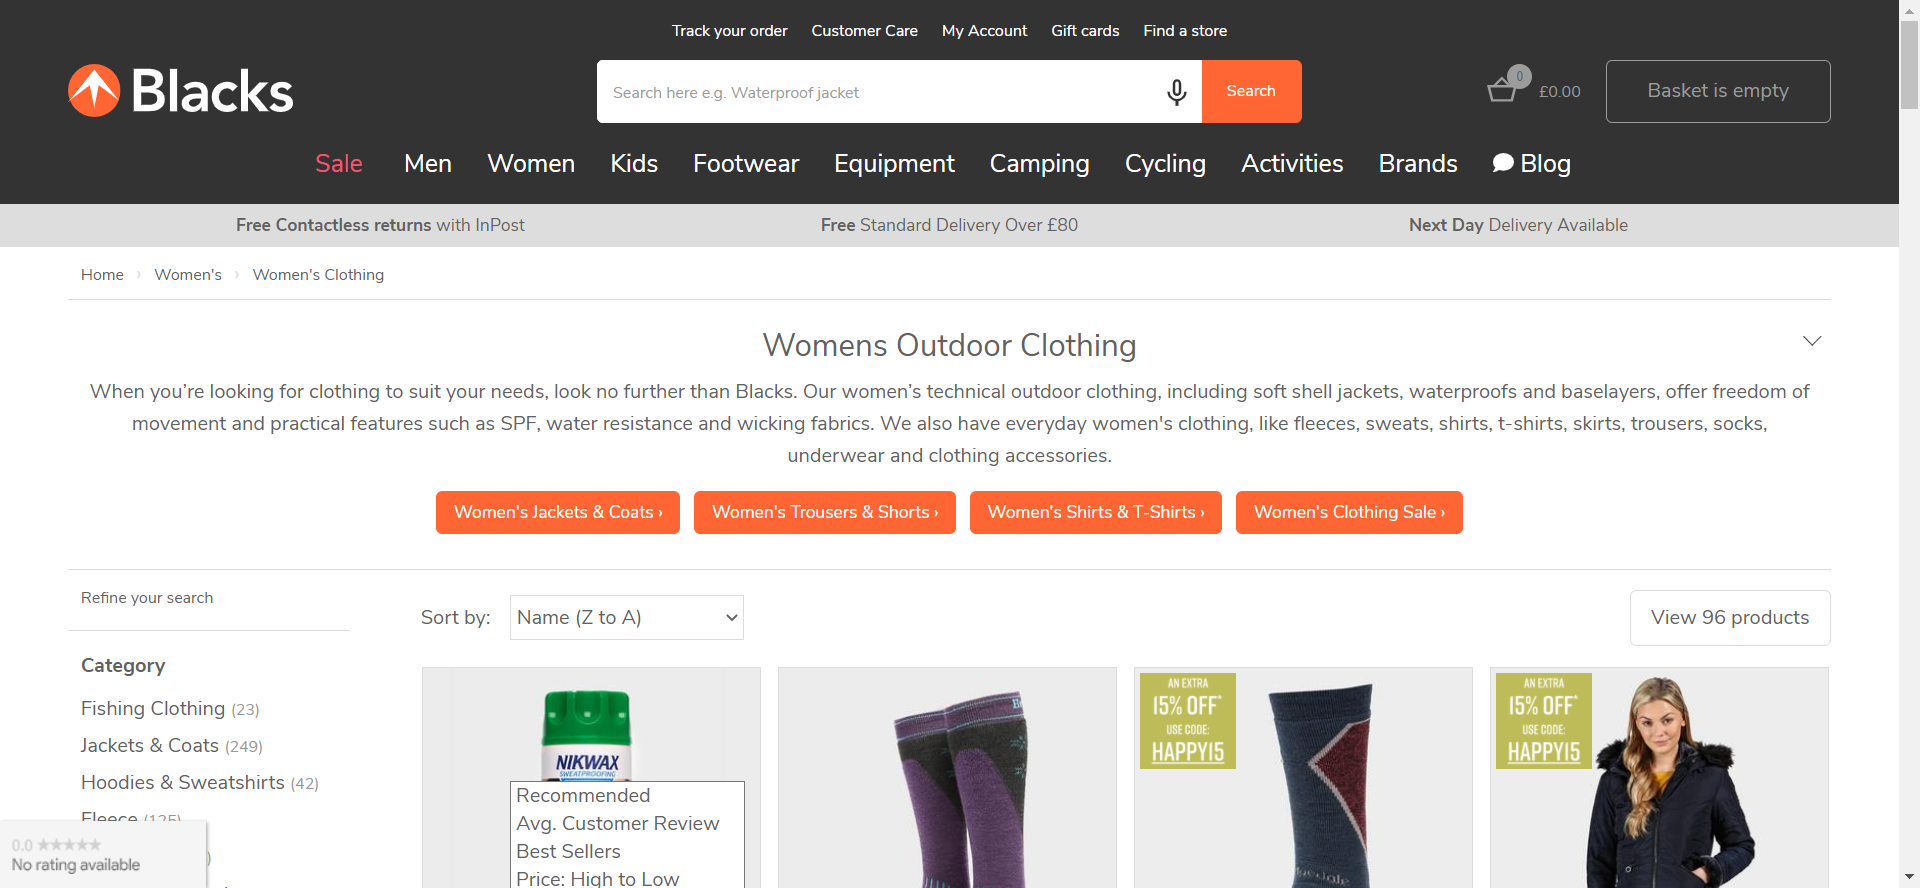 Track your order Customer Care My Account Gift cards Find a store
Blacks
Search here e.g. Waterproof jacket
Search
0
£0.00
Basket is empty
Sale Men Women Kids Footwear Equipment Camping Cycling Activities Brands Blog
Free Contactless returns with InPost
Free Standard Delivery Over £80
Next Day Delivery Available
Home › Women's › Women's Clothing
Womens Outdoor Clothing
When you’re looking for clothing to suit your needs, look no further than Blacks. Our women’s technical outdoor clothing, including soft shell jackets, waterproofs and baselayers, offer freedom of
movement and practical features such as SPF, water resistance and wicking fabrics. We also have everyday women's clothing, like fleeces, sweats, shirts, t-shirts, skirts, trousers, socks,
underwear and clothing accessories.
Women's Jackets & Coats ›
Women's Trousers & Shorts ›
Women's Shirts & T-Shirts ›
Women's Clothing Sale ›
Refine your search
Sort by: Name (Z to A)
View 96 products
Category
Fishing Clothing (23)
Jackets & Coats (249)
Hoodies & Sweatshirts (42)
Fleece (125)
0.0
No rating available
NIKWAX
SWEATPROOFING
Recommended
Avg. Customer Review
Best Sellers
Price: High to Low
AN EXTRA
15% OFF*
USE CODE:
HAPPY15
AN EXTRA
15% OFF*
USE CODE:
HAPPY15